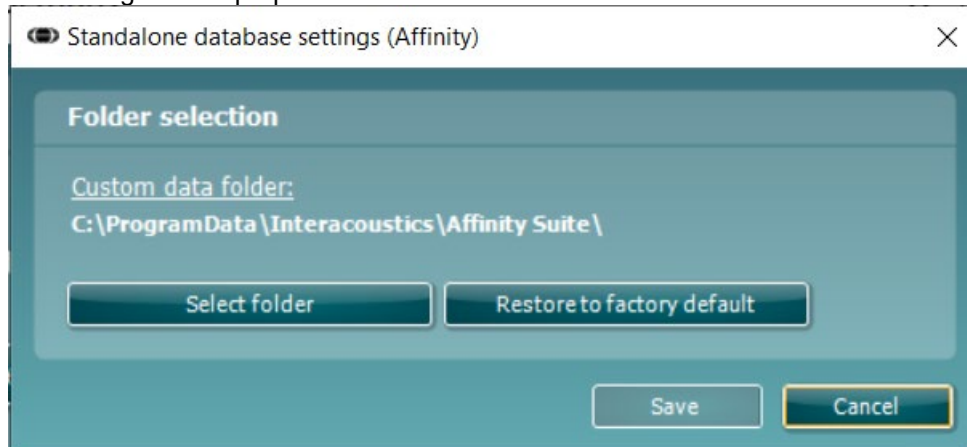 Standalone database settings (Affinity)
Folder selection
Custom data folder:
C:\ProgramData\Interacoustics\Affinity Suite\
Select folder
Restore to factory default
Save
Cancel